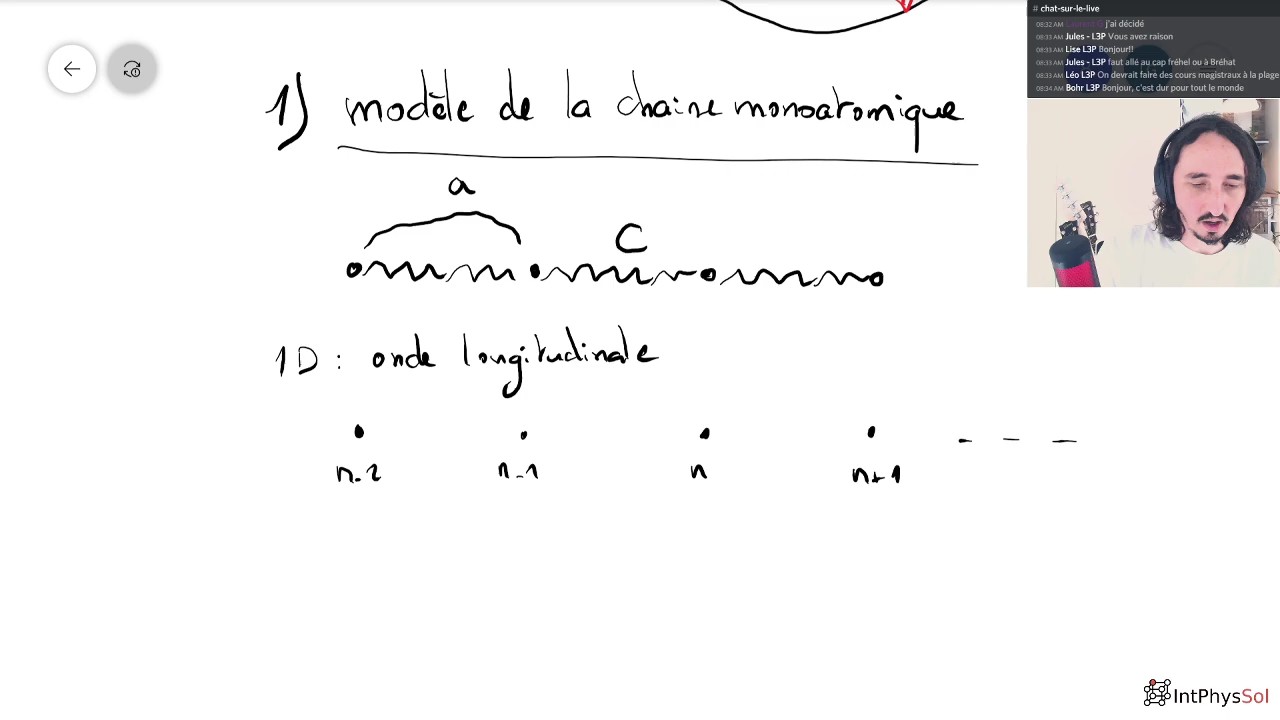 # chat-sur-le-live
08:32 AM Laurent G j'ai décidé
08:33 AM Jules - L3P Vous avez raison
08:33 AM Lise L3P Bonjour!!
08:33 AM Jules - L3P faut allé au cap fréhel ou à Bréhat
08:33 AM Léo L3P On devrait faire des cours magistraux à la plage
08:34 AM Bohr L3P Bonjour, c'est dur pour tout le monde
1) modèle de la chaine monoatomique
a
C
1D : onde longitudinale
n-2 n-1 n n+1
IntPhysSol